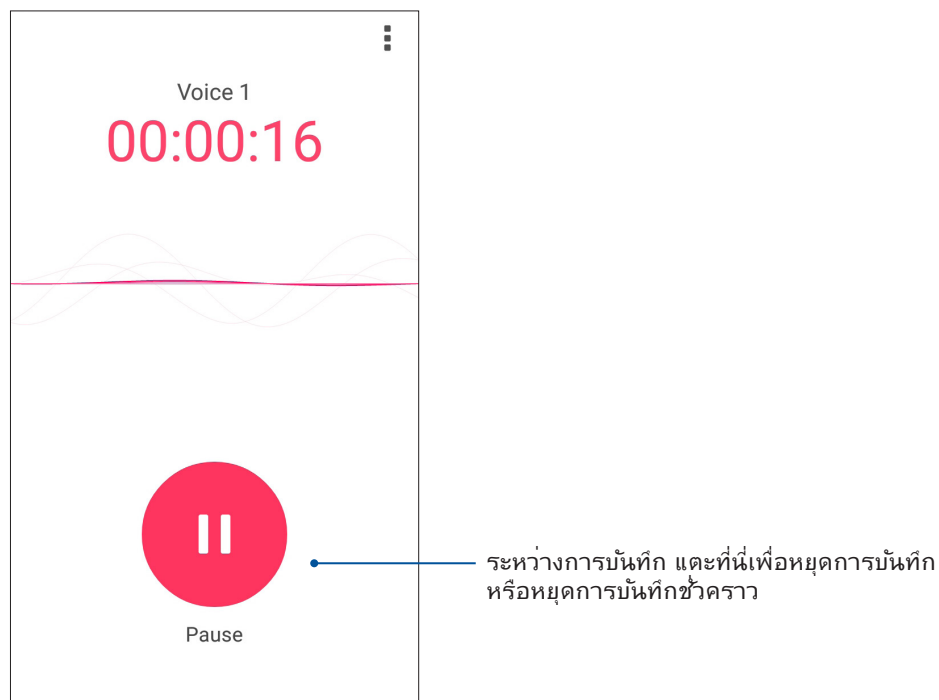 Voice 1
00:00:16
ระหว่างการบันทึก แตะที่นี่เพื่อหยุดการบันทึก
หรือหยุดการบันทึกชั่วคราว
Pause